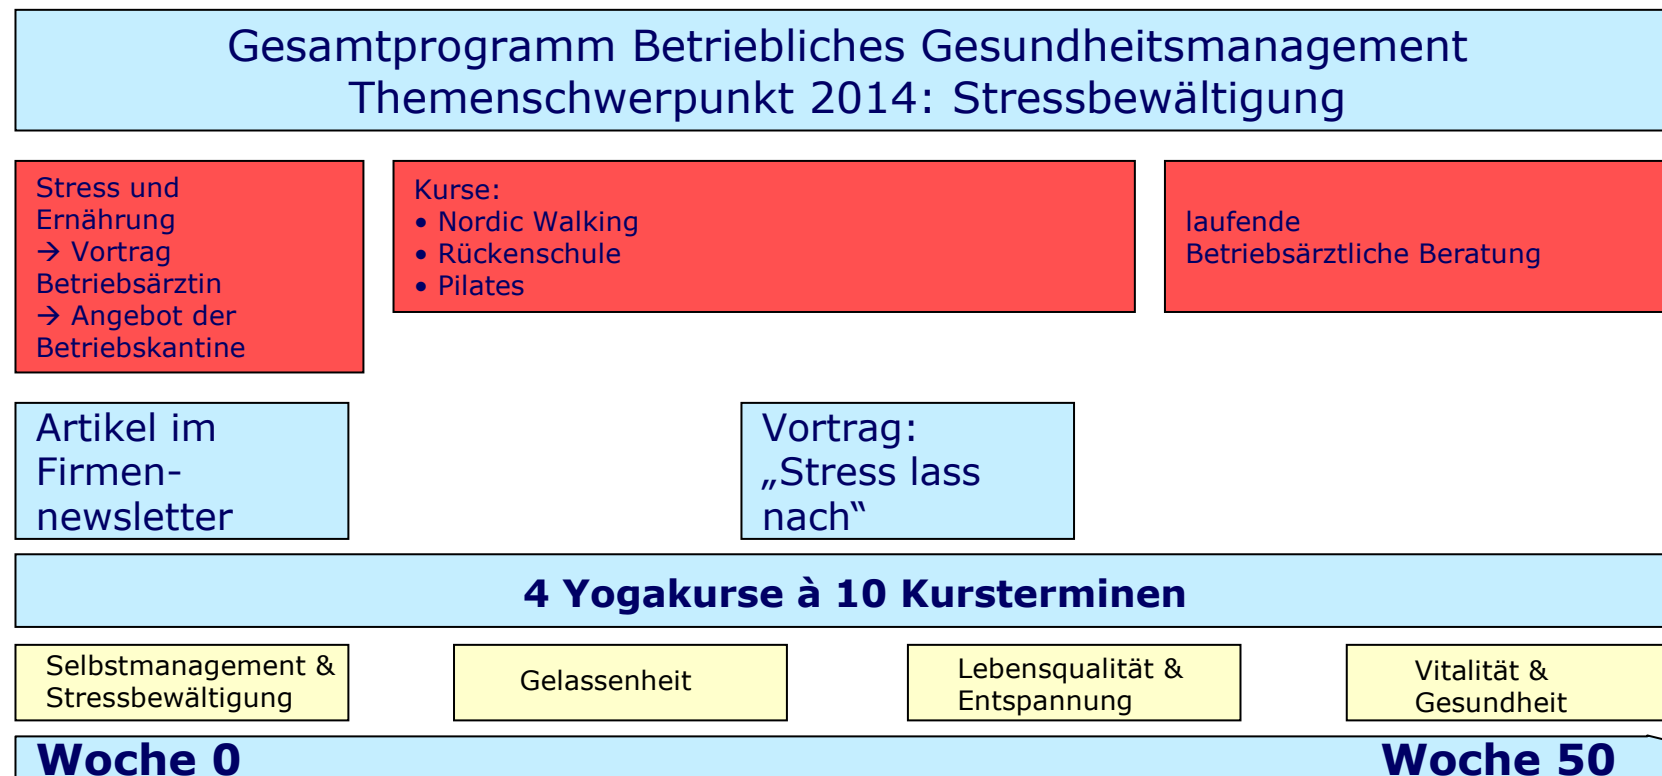 Gesamtprogramm Betriebliches Gesundheitsmanagement
Themenschwerpunkt 2014: Stressbewältigung
Stress und
Ernährung
→ Vortrag
Betriebsärztin
→ Angebot der
Betriebskantine
Kurse:
• Nordic Walking
• Rückenschule
• Pilates
laufende
Betriebsärztliche Beratung
Artikel im
Firmen-
newsletter
Vortrag:
„Stress lass
nach“
4 Yogakurse à 10 Kursterminen
Selbstmanagement &
Stressbewältigung
Gelassenheit
Lebensqualität &
Entspannung
Vitalität &
Gesundheit
Woche 0
Woche 50